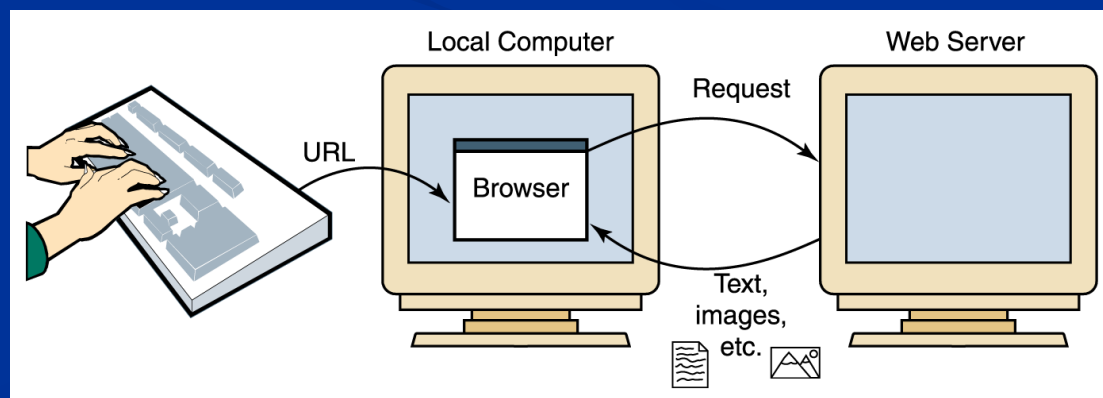 Local Computer
Web Server
Request
URL
Browser
Text,
images,
etc.